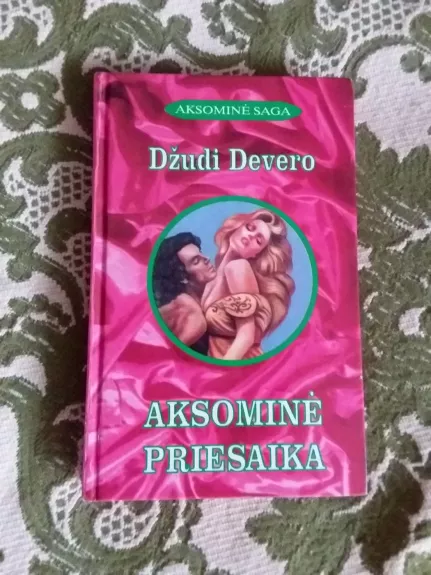 AKSOMINĖ SAGA
Džudi Devero
AKSOMINĖ
PRIESAIKA